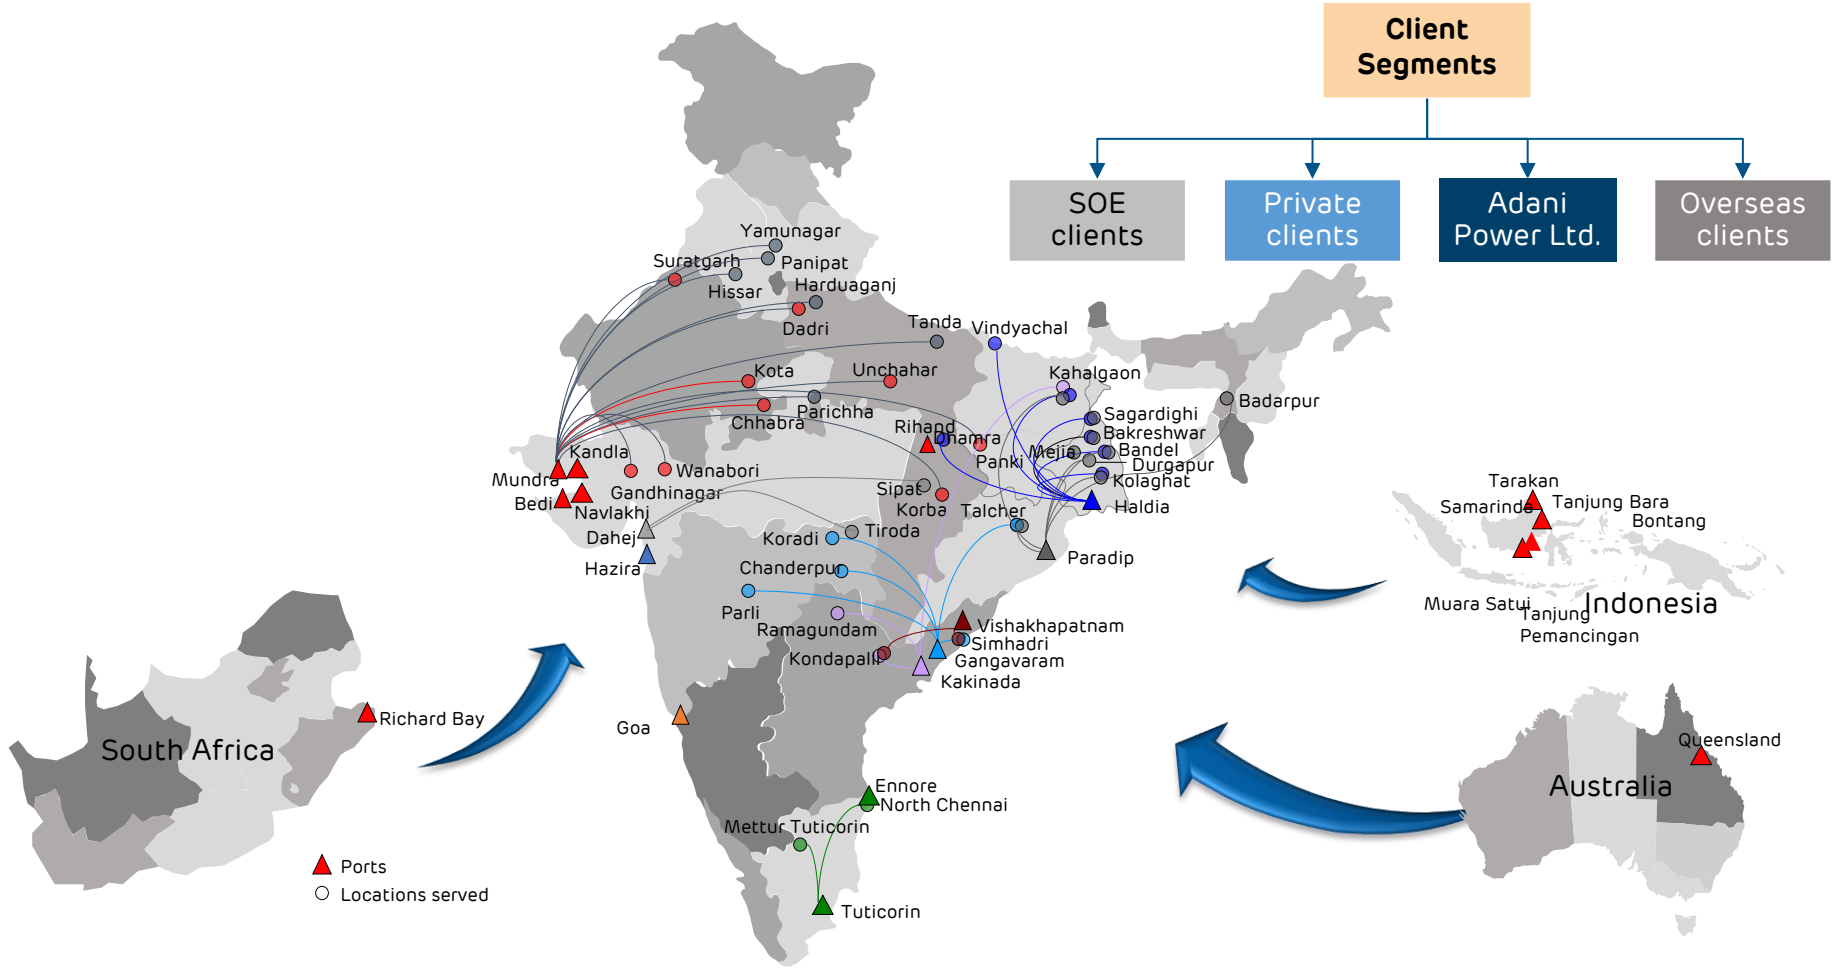 Client
Segments
SOE
clients
Private
clients
Adani
Power Ltd.
Overseas
clients
Yamunagar
Suratgarh
Panipat
Hissar
Harduaganj
Dadri
Tanda
Vindyachal
Kota
Unchahar
Kahalgaon
Badarpur
Chhabra
Parichha
Sagardighi
Rihand
Dhamra
Bakreshwar
Kandla
Mejia
Bandel
Panki
Durgapur
Mundra
Wanabori
Kolaghat
Gandhinagar
Sipat
Bedi
Navlakhi
Korba
Talcher
Haldia
Dahej
Koradi
Tiroda
Paradip
Hazira
Chanderpur
Parli
Ramagundam
Vishakhapatnam
Simhadri
Kondapalli
Gangavaram
Kakinada
Goa
Ennore
North Chennai
Mettur Tuticorin
Tuticorin
Tarakan
Samarinda
Tanjung Bara
Bontang
Muara Satui
Tanjung
Pemancingan
Indonesia
Richard Bay
South Africa
Queensland
Australia
Ports
Locations served